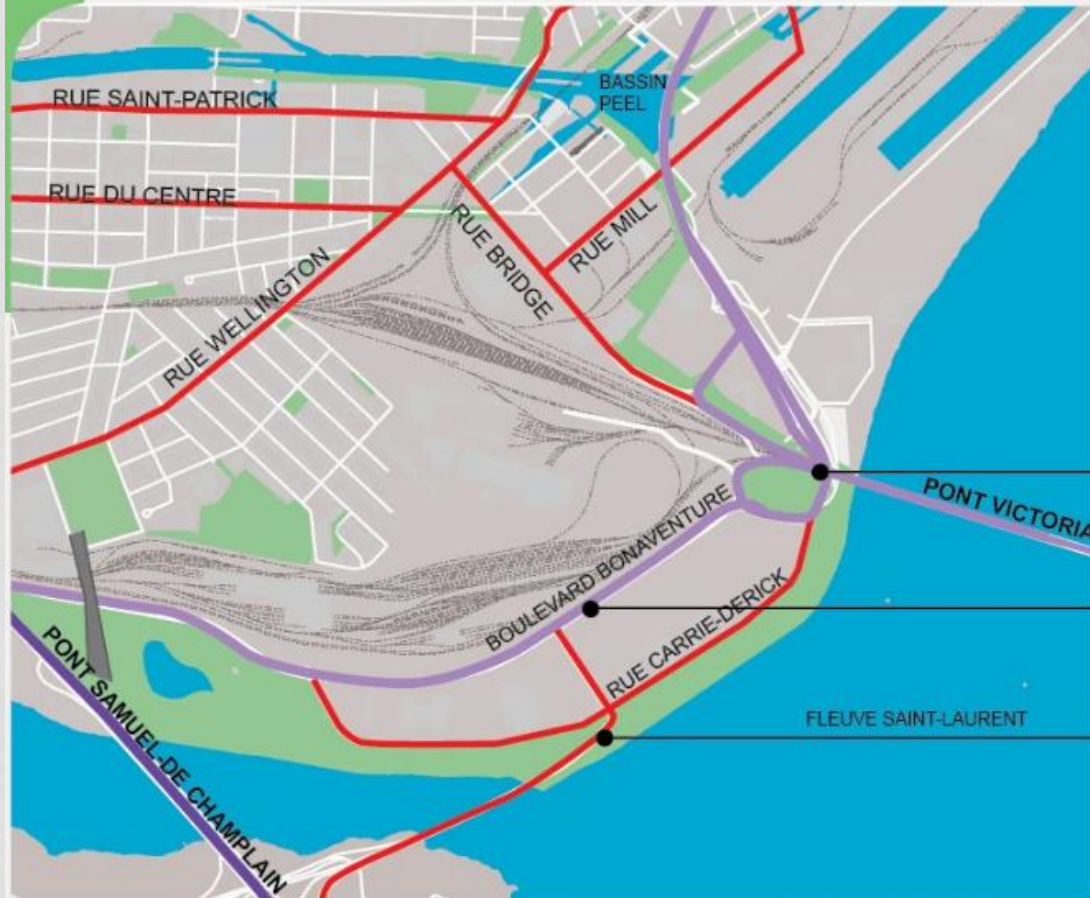 BASSIN
PEEL
RUE SAINT-PATRICK
RUE DU CENTRE
RUE BRIDGE
RUE MILL
RUE WELLINGTON
PONT VICTORIA
BOULEVARD BONAVENTURE
RUE CARRIE-DERICK
PONT SAMUEL-DE CHAMPLAIN
FLEUVE SAINT-LAURENT